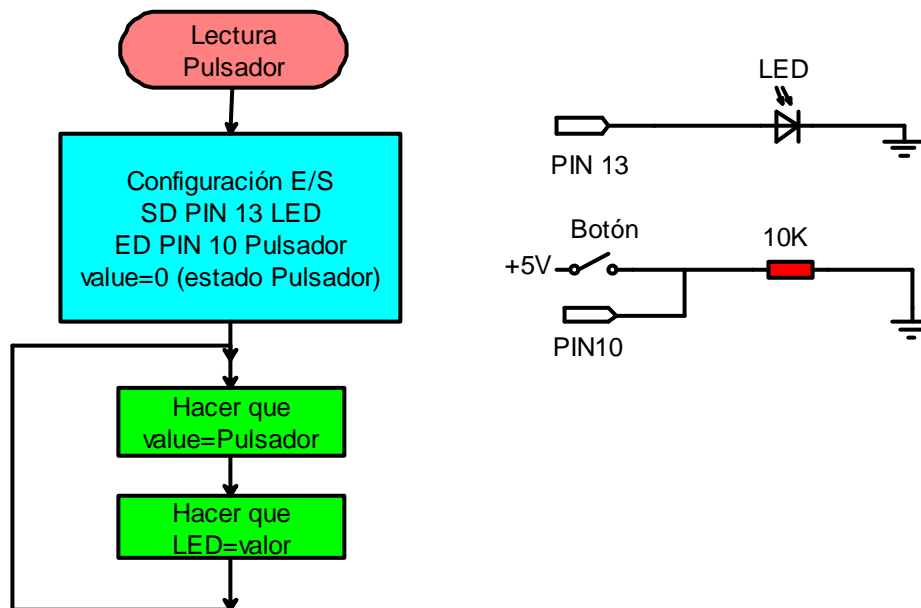 Lectura
Pulsador
Configuración E/S
SD PIN 13 LED
ED PIN 10 Pulsador
value=0 (estado Pulsador)
Hacer que
value=Pulsador
Hacer que
LED=valor
LED
PIN 13
Botón
10K
+5V
PIN10